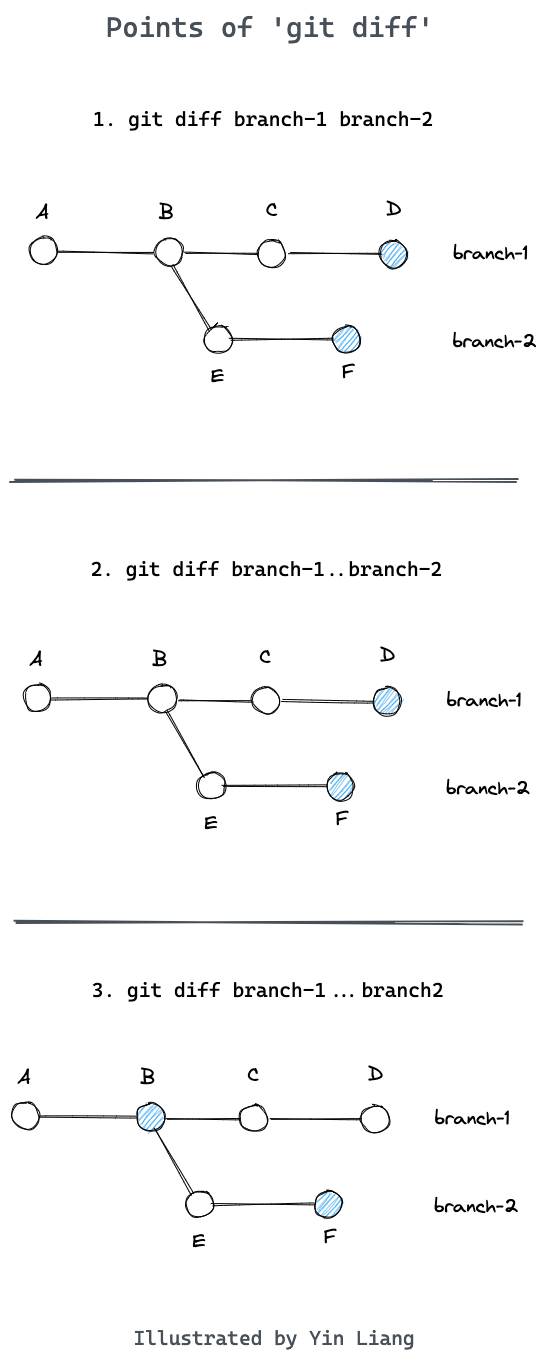 Points of 'git diff'
1. git diff branch-1 branch-2
A B C D
branch-1
branch-2
E F
2. git diff branch-1..branch-2
A B C D
branch-1
branch-2
E F
3. git diff branch-1...branch2
A B C D
branch-1
branch-2
E F
Illustrated by Yin Liang